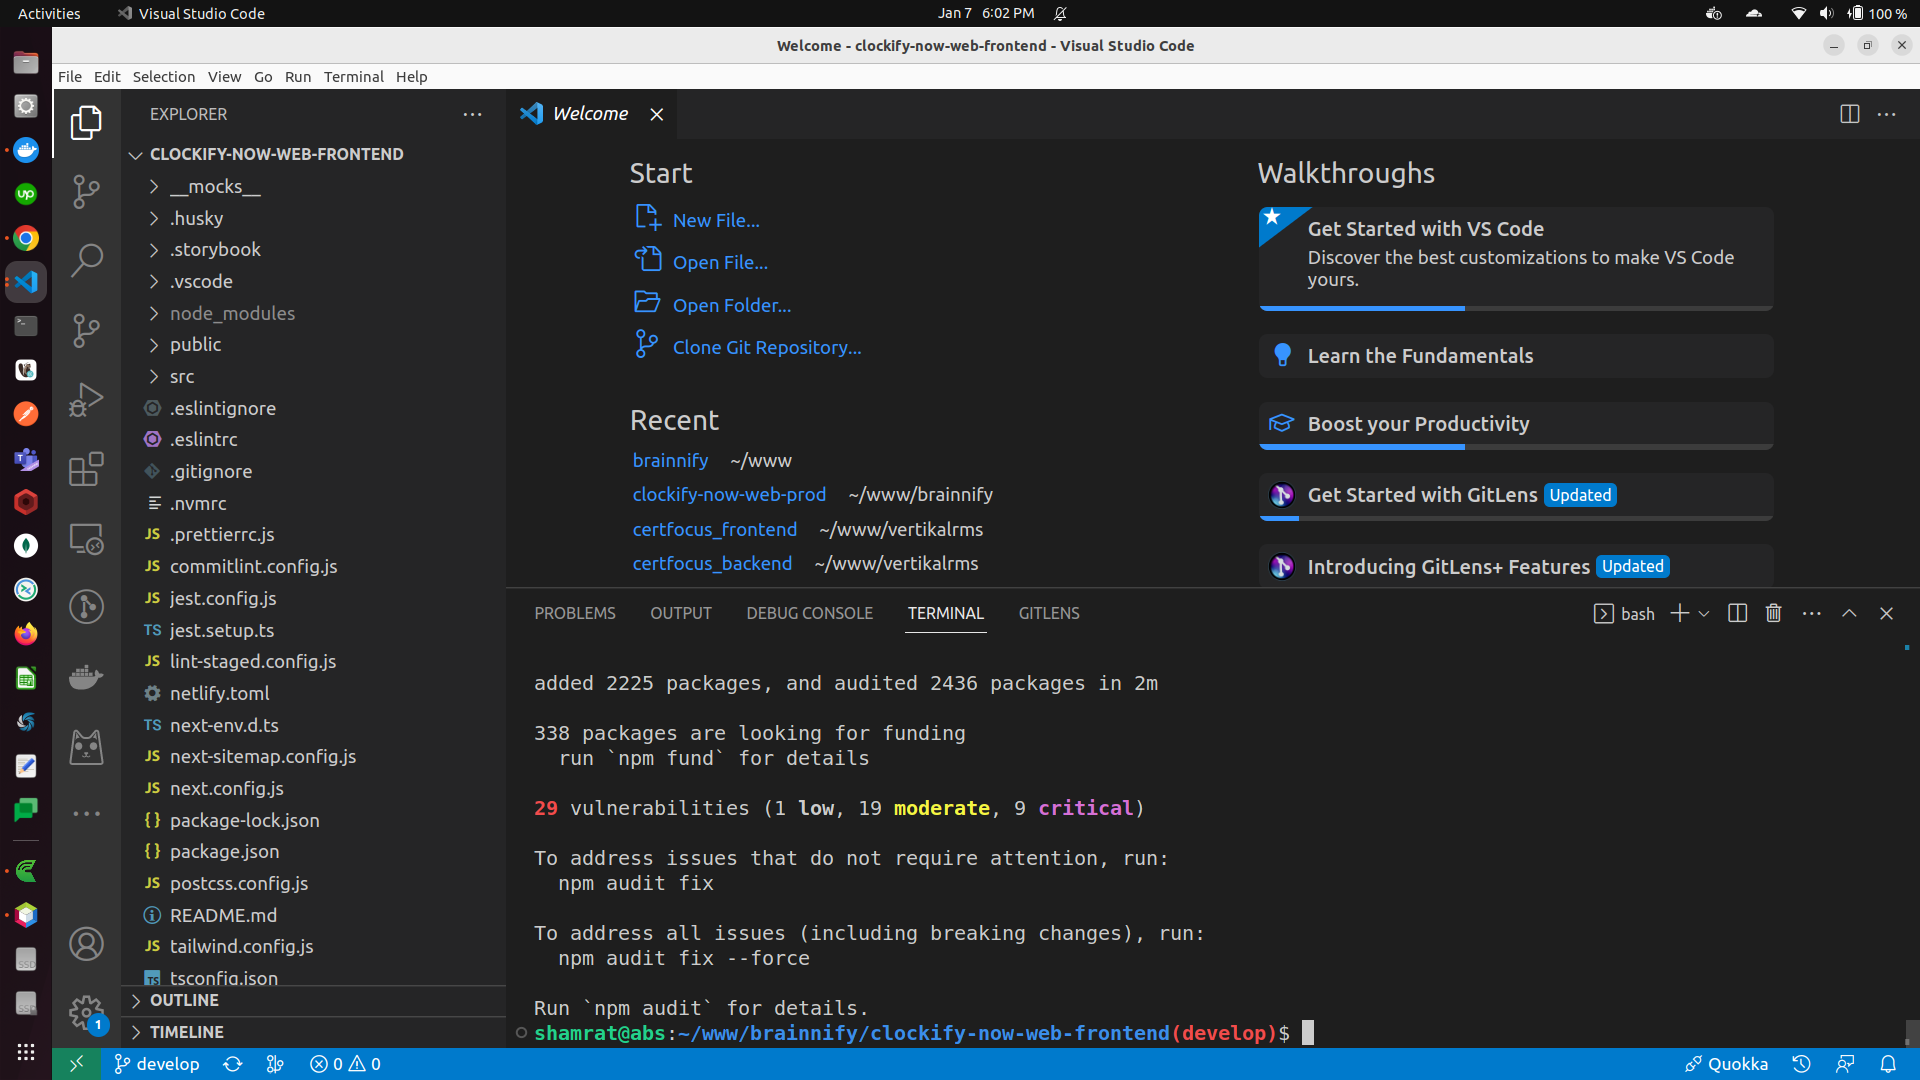 Activities
Visual Studio Code
Jan 7 6:02 PM
100 %
Welcome - clockify-now-web-frontend - Visual Studio Code
File Edit Selection View Go Run Terminal Help
EXPLORER
CLOCKIFY-NOW-WEB-FRONTEND
__mocks__
.husky
.storybook
.vscode
node_modules
public
src
.eslintignore
.eslintrc
.gitignore
.nvmrc
JS .prettierrc.js
JS commitlint.config.js
JS jest.config.js
TS jest.setup.ts
JS lint-staged.config.js
netlify.toml
TS next-env.d.ts
JS next-sitemap.config.js
JS next.config.js
{} package-lock.json
{} package.json
JS postcss.config.js
README.md
JS tailwind.config.js
TS tsconfig.json
OUTLINE
TIMELINE
1
Welcome
Start
New File...
Open File...
Open Folder...
Clone Git Repository...
Recent
brainnify ~/www
clockify-now-web-prod ~/www/brainnify
certfocus_frontend ~/www/vertikalrms
certfocus_backend ~/www/vertikalrms
Walkthroughs
Get Started with VS Code
Discover the best customizations to make VS Code
yours.
Learn the Fundamentals
Boost your Productivity
Get Started with GitLens Updated
Introducing GitLens+ Features Updated
PROBLEMS OUTPUT DEBUG CONSOLE TERMINAL GITLENS
bash
added 2225 packages, and audited 2436 packages in 2m
338 packages are looking for funding
run `npm fund` for details
29 vulnerabilities (1 low, 19 moderate, 9 critical)
To address issues that do not require attention, run:
npm audit fix
To address all issues (including breaking changes), run:
npm audit fix --force
Run `npm audit` for details.
shamrat@abs:~/www/brainnify/clockify-now-web-frontend(develop)$
develop
0 0
Quokka
up
SSD
SSD